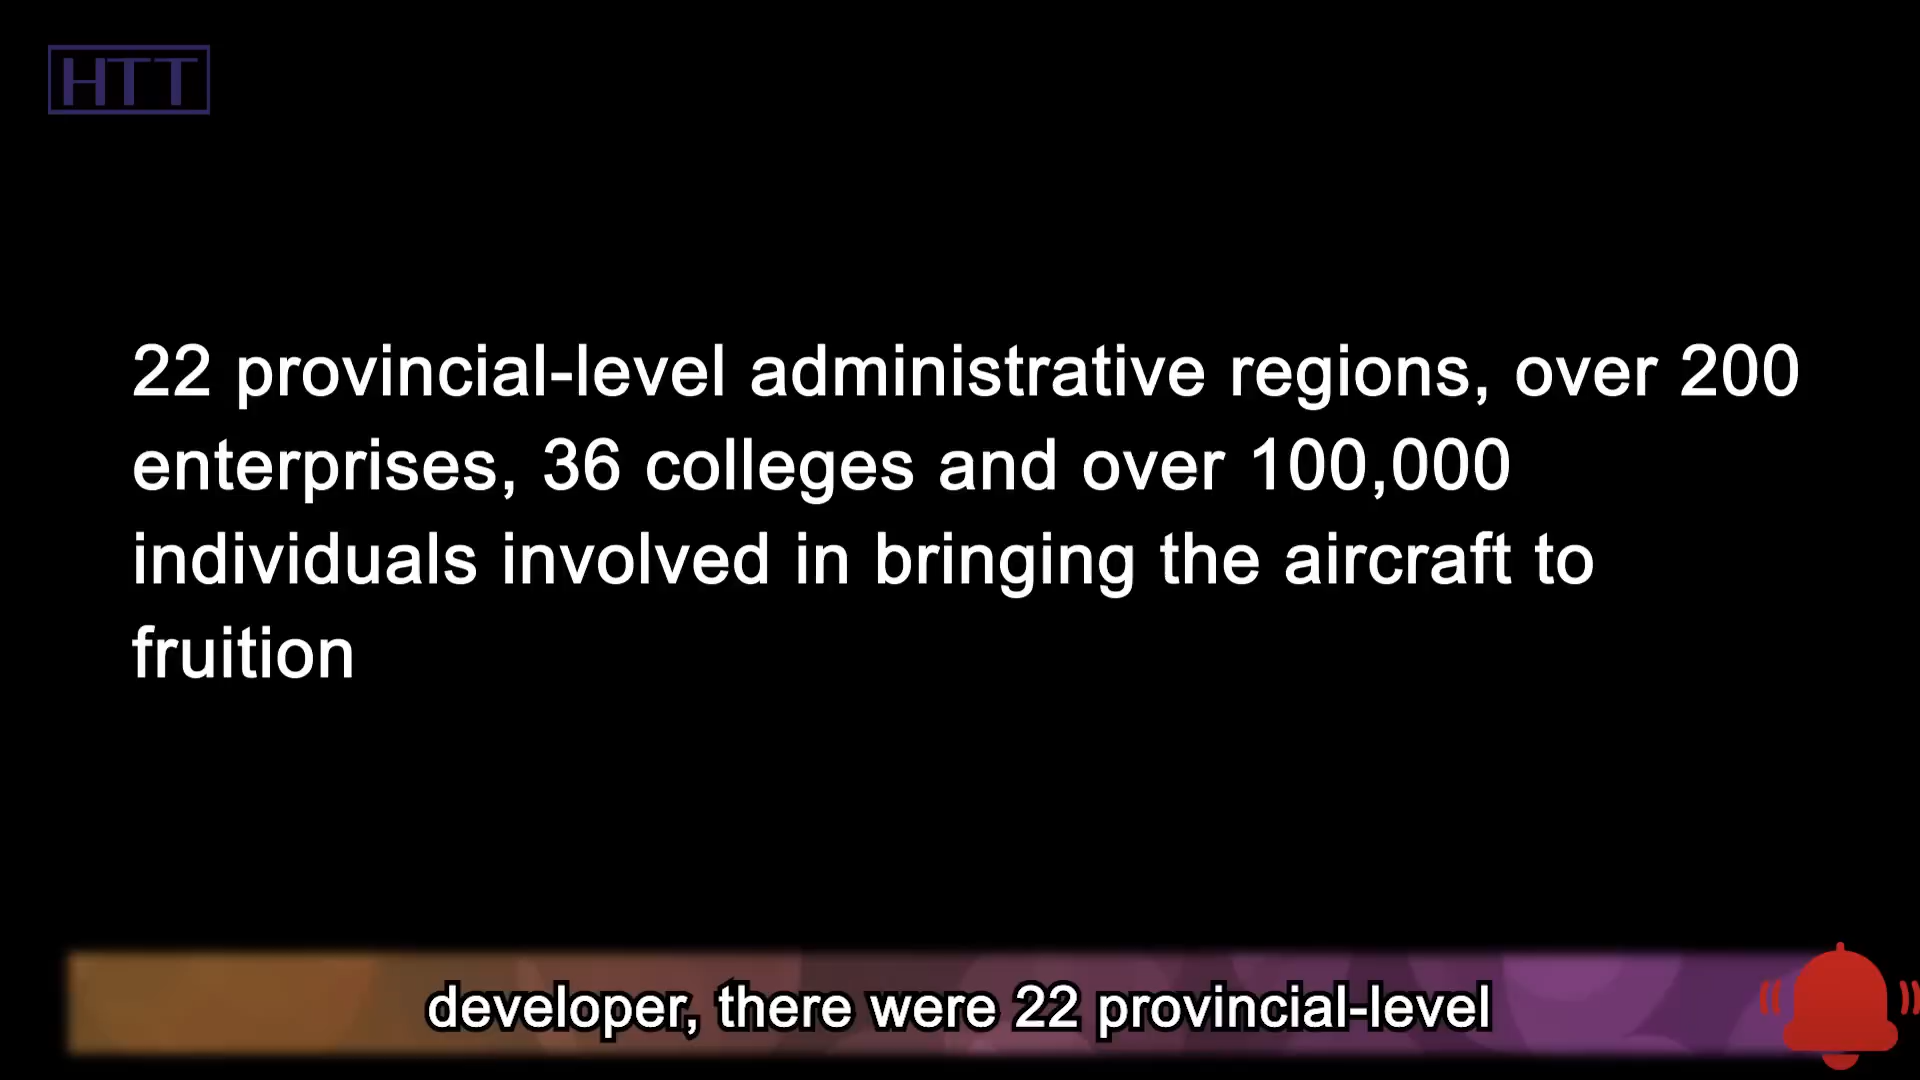 HTT
22 provincial-level administrative regions, over 200
enterprises, 36 colleges and over 100,000
individuals involved in bringing the aircraft to
fruition
developer, there were 22 provincial-level